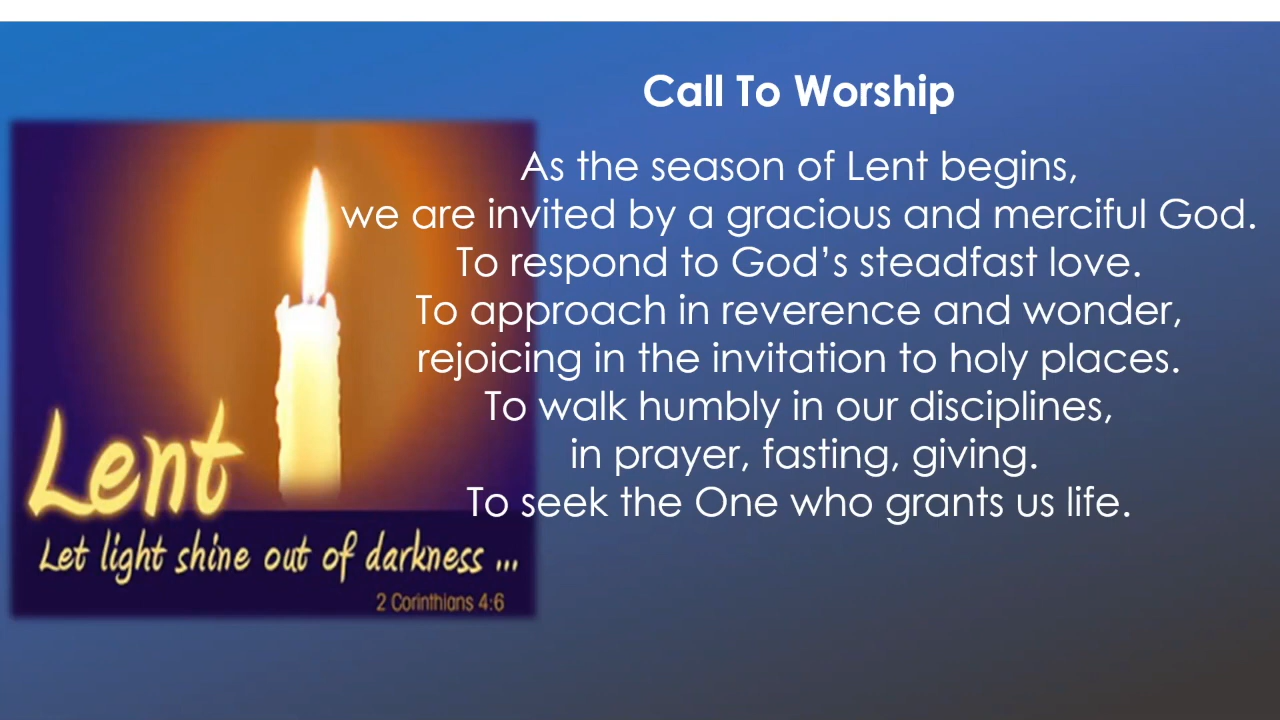 Call To Worship
As the season of Lent begins,
we are invited by a gracious and merciful God.
To respond to God’s steadfast love.
To approach in reverence and wonder,
rejoicing in the invitation to holy places.
To walk humbly in our disciplines,
in prayer, fasting, giving.
To seek the One who grants us life.
Lent
Let light shine out of darkness ...
2 Corinthians 4:6